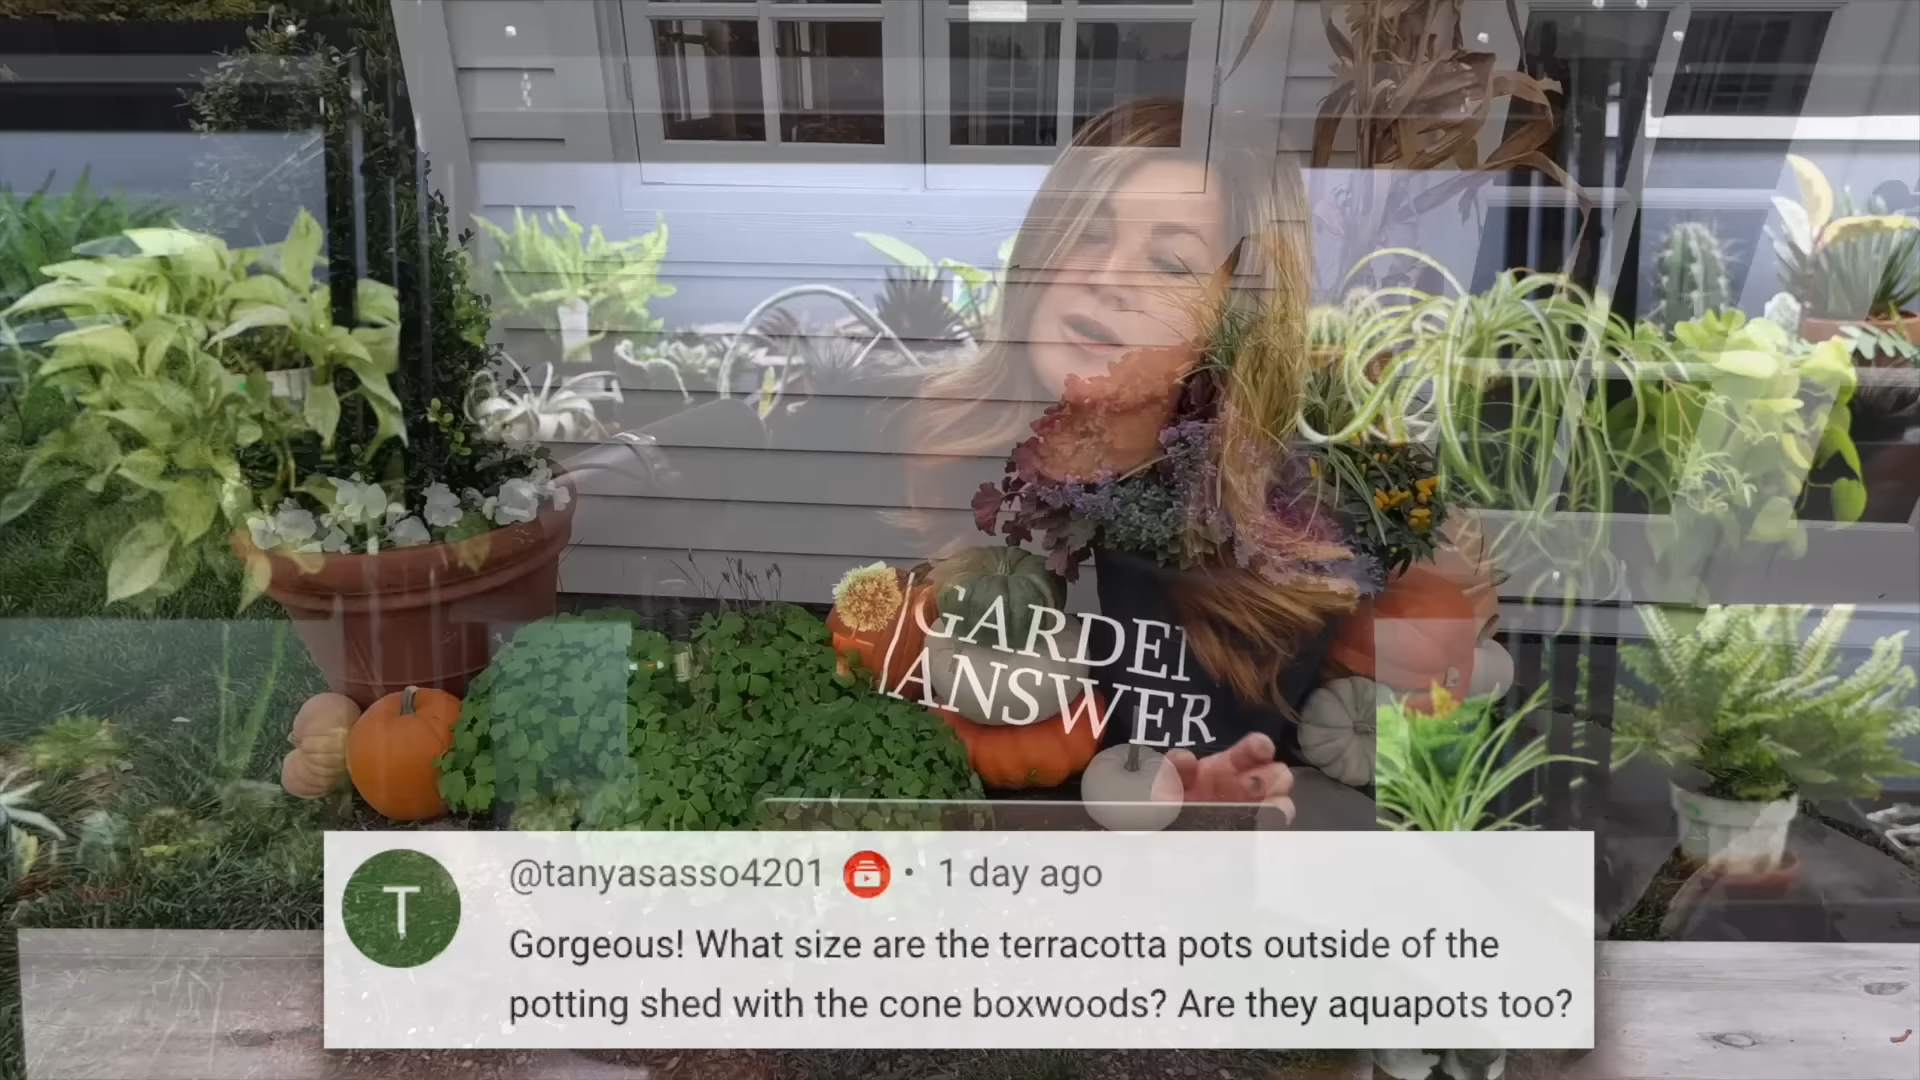 GARDEN
ANSWER
T
@tanyasasso4201 • 1 day ago
Gorgeous! What size are the terracotta pots outside of the
potting shed with the cone boxwoods? Are they aquapots too?